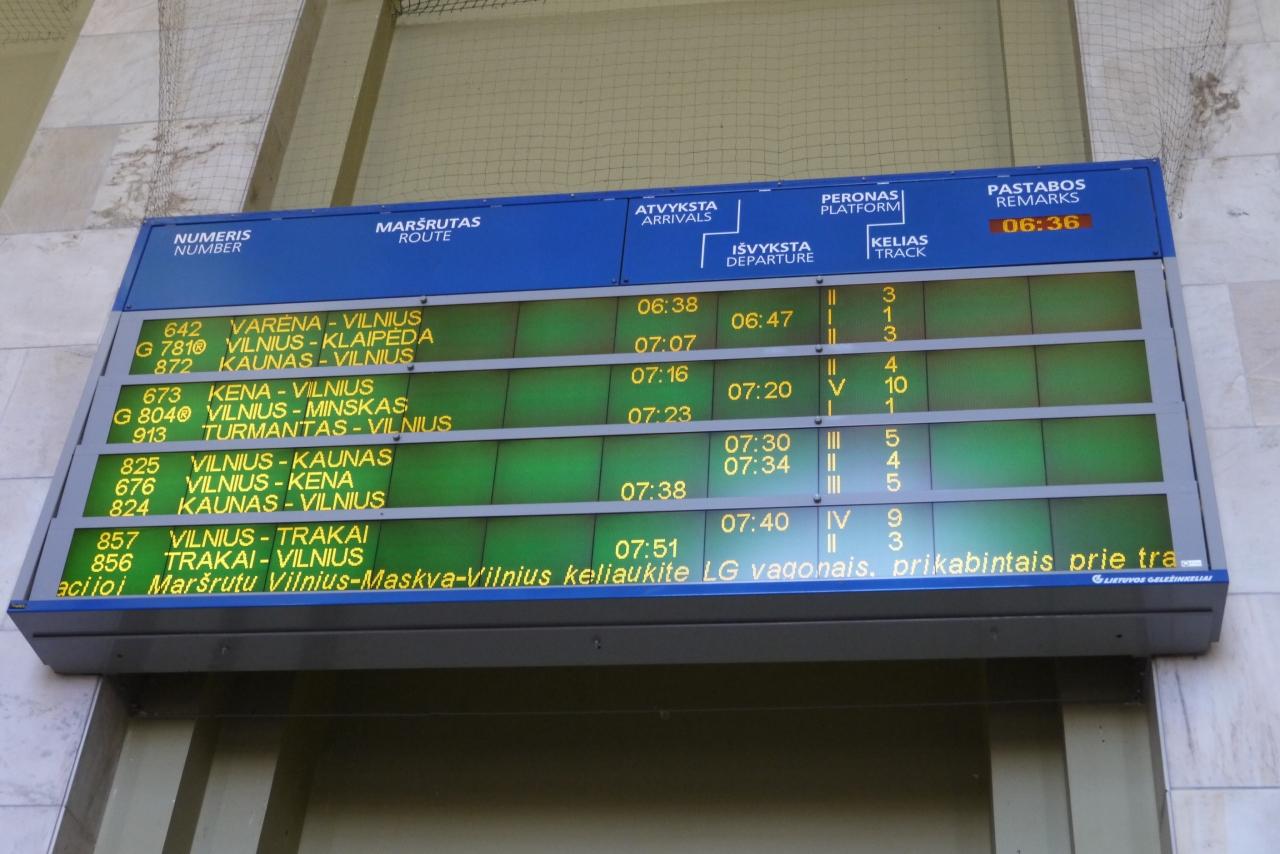 NUMERIS
NUMBER
MARŠRUTAS
ROUTE
ATVYKSTA
ARRIVALS
IŠVYKSTA
DEPARTURE
PERONAS
PLATFORM
KELIAS
TRACK
PASTABOS
REMARKS
06:36
642 VARĖNA - VILNIUS 06:38 II 3
G 781® VILNIUS - KLAIPĖDA 06:47 I 1
872 KAUNAS - VILNIUS 07:07 II 3
673 KENA - VILNIUS 07:16 II 4
G 804® VILNIUS - MINSKAS 07:20 V 10
913 TURMANTAS - VILNIUS 07:23 I 1
825 VILNIUS - KAUNAS 07:30 III 5
676 VILNIUS - KENA 07:34 II 4
824 KAUNAS - VILNIUS 07:38 III 5
857 VILNIUS - TRAKAI 07:40 IV 9
856 TRAKAI - VILNIUS 07:51 II 3
acijoj Maršrutu Vilnius-Maskva-Vilnius keliaukite LG vagonais, prikabintais prie tra
LIETUVOS GELEŽINKELIAI